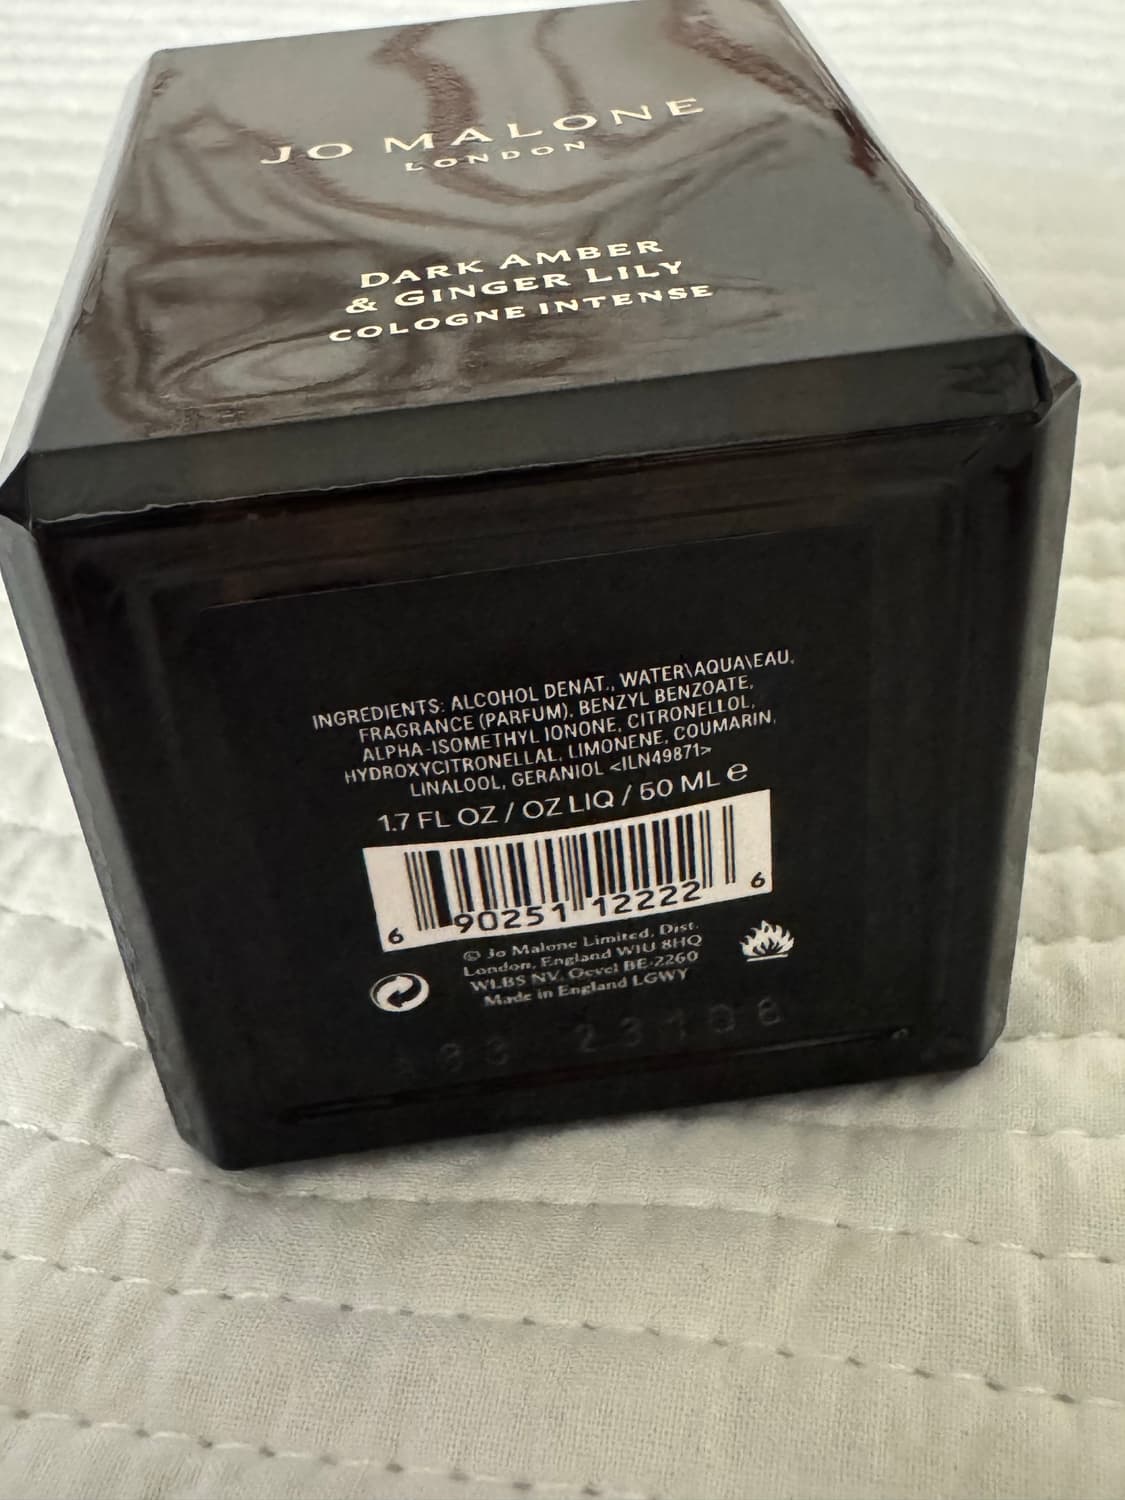 JO MALONE
LONDON
DARK AMBER
& GINGER LILY
COLOGNE INTENSE
INGREDIENTS: ALCOHOL DENAT., WATER\AQUA\EAU,
FRAGRANCE (PARFUM), BENZYL BENZOATE,
ALPHA-ISOMETHYL IONONE, CITRONELLOL,
HYDROXYCITRONELLAL, LIMONENE, COUMARIN,
LINALOOL, GERANIOL <ILN49871>
1.7 FL OZ / OZ LIQ / 50 ML e
6 90251 12222 6
© Jo Malone Limited, Dist.
London, England W1U 8HQ
WLBS NV, Oevel BE-2260
Made in England LGWY